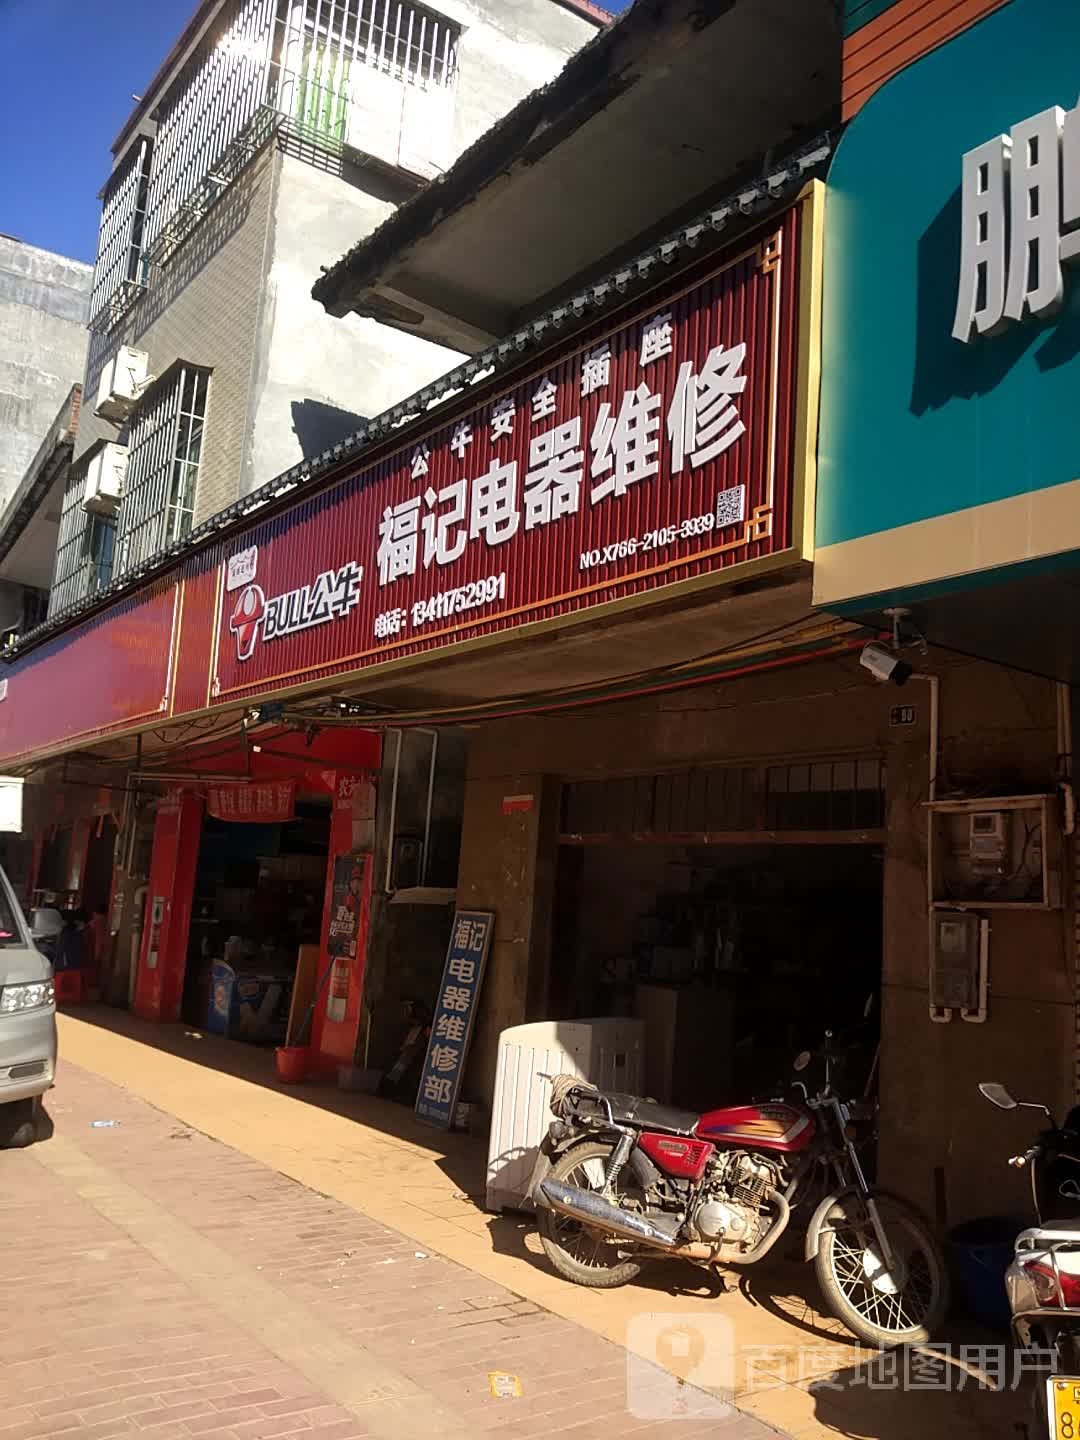 公牛安全插座
福记电器维修
BULL公牛
电话：13411752991
NO.X766-2105-3939
鹏
福记电器维修部
88
百度地图用户